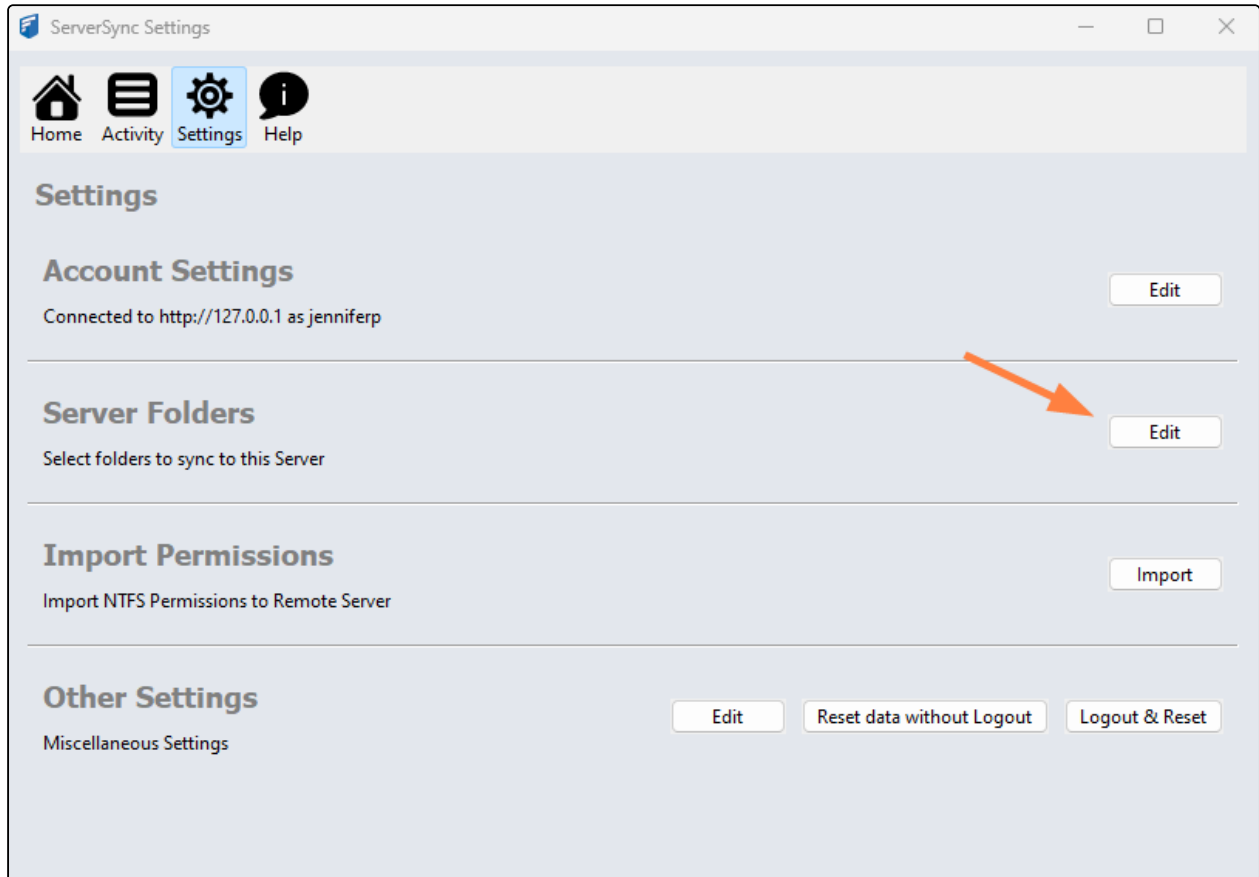 ServerSync Settings
Home Activity Settings Help
Settings
Account Settings
Edit
Connected to http://127.0.0.1 as jenniferp
Server Folders
Edit
Select folders to sync to this Server
Import Permissions
Import
Import NTFS Permissions to Remote Server
Other Settings
Edit Reset data without Logout Logout & Reset
Miscellaneous Settings